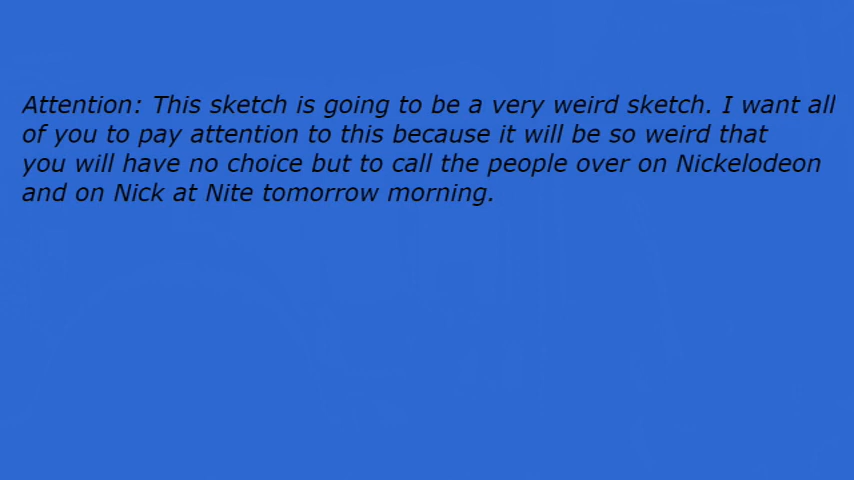 Attention: This sketch is going to be a very weird sketch. I want all
of you to pay attention to this because it will be so weird that
you will have no choice but to call the people over on Nickelodeon
and on Nick at Nite tomorrow morning.